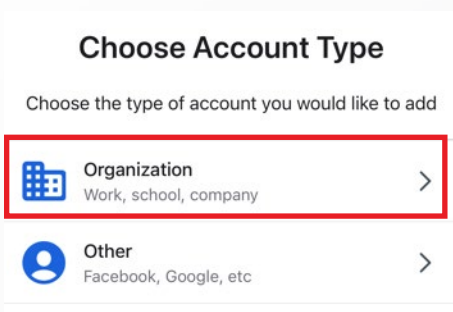 Choose Account Type
Choose the type of account you would like to add
Organization
Work, school, company
Other
Facebook, Google, etc